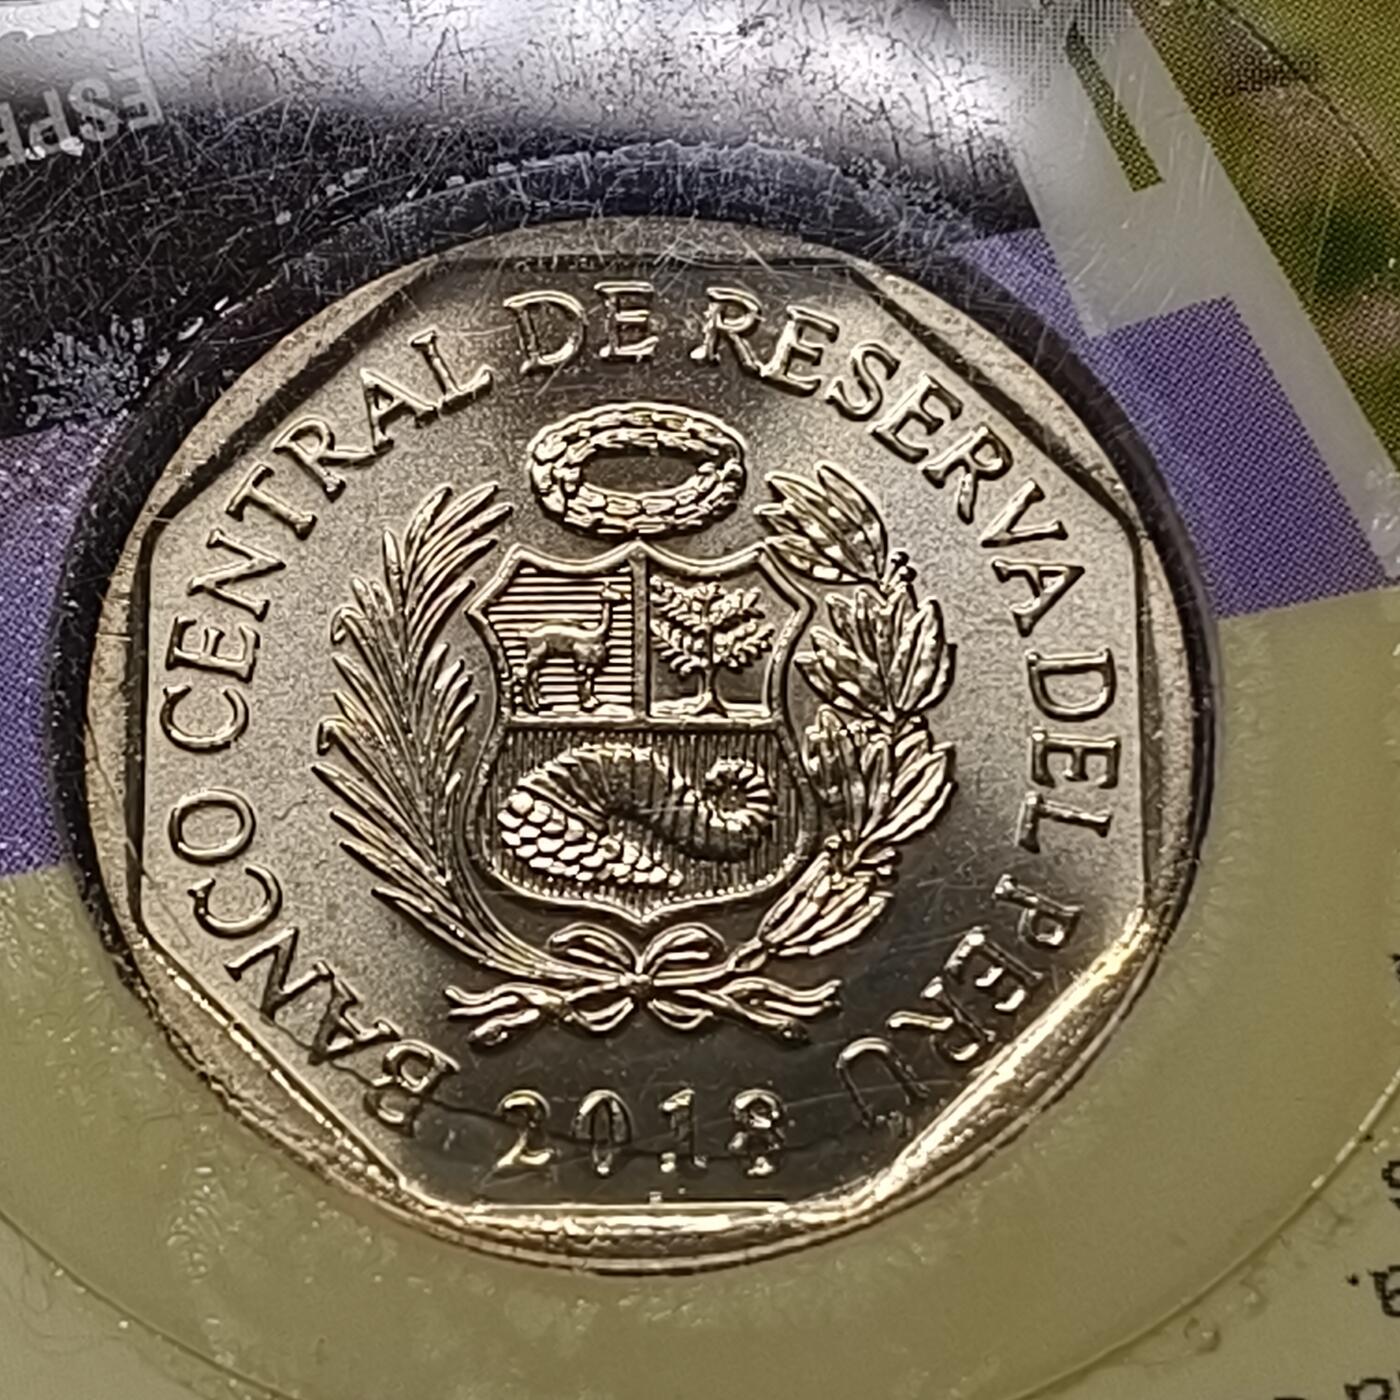 BANCO CENTRAL DE RESERVA DEL PERU
2018